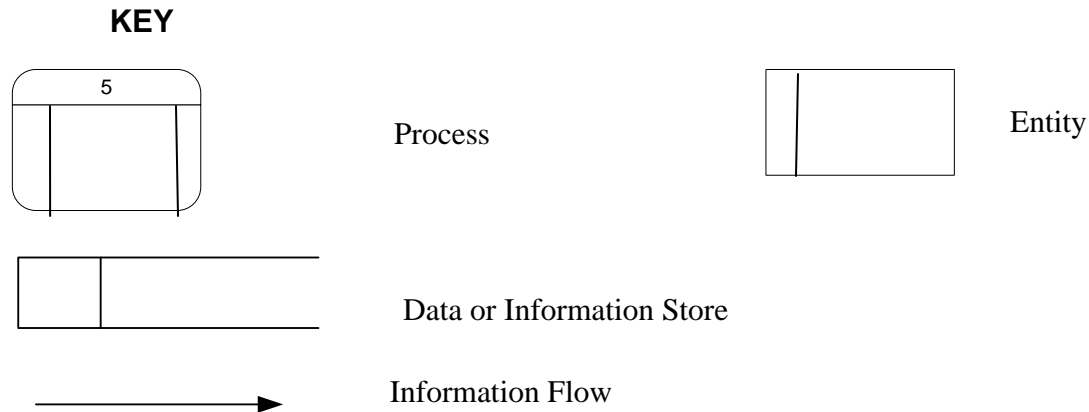 KEY
5
Process
Entity
Data or Information Store
Information Flow